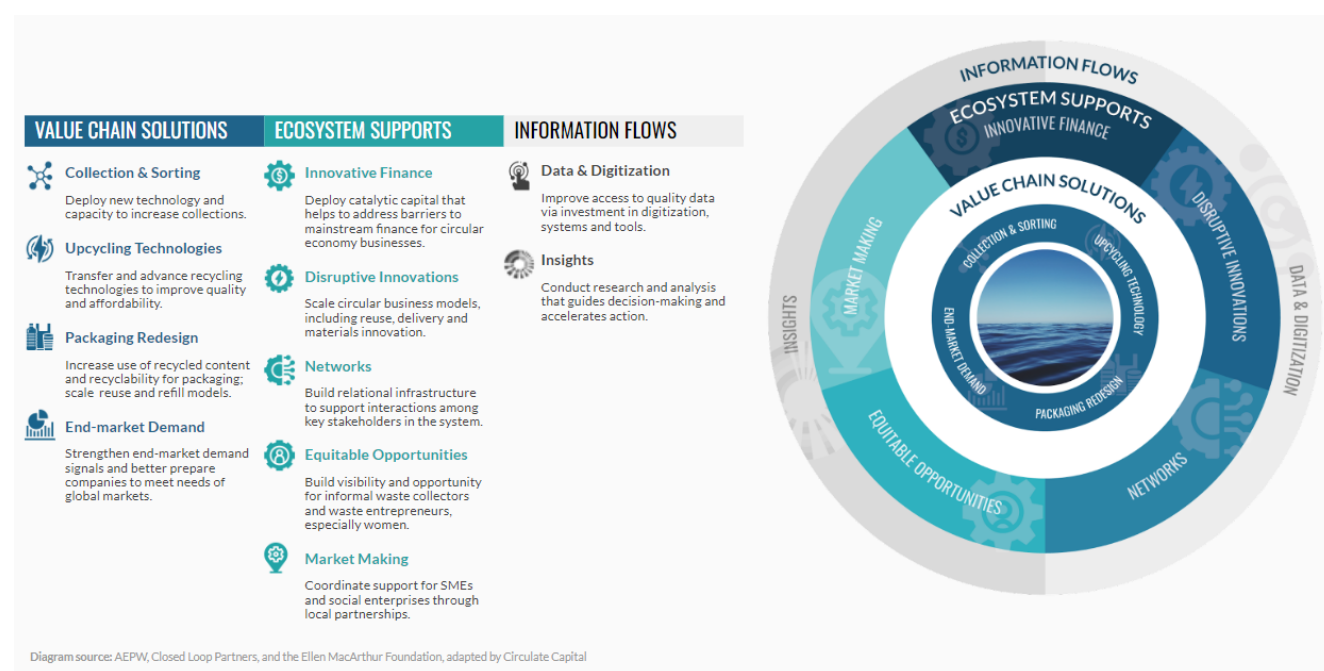 VALUE CHAIN SOLUTIONS
Collection & Sorting
Deploy new technology and
capacity to increase collections.
Upcycling Technologies
Transfer and advance recycling
technologies to improve quality
and affordability.
Packaging Redesign
Increase use of recycled content
and recyclability for packaging;
scale reuse and refill models.
End-market Demand
Strengthen end-market demand
signals and better prepare
companies to meet needs of
global markets.
ECOSYSTEM SUPPORTS
Innovative Finance
Deploy catalytic capital that
helps to address barriers to
mainstream finance for circular
economy businesses.
Disruptive Innovations
Scale circular business models,
including reuse, delivery and
materials innovation.
Networks
Build relational infrastructure
to support interactions among
key stakeholders in the system.
Equitable Opportunities
Build visibility and opportunity
for informal waste collectors
and waste entrepreneurs,
especially women.
Market Making
Coordinate support for SMEs
and social enterprises through
local partnerships.
INFORMATION FLOWS
Data & Digitization
Improve access to quality data
via investment in digitization,
systems and tools.
Insights
Conduct research and analysis
that guides decision-making and
accelerates action.
INFORMATION FLOWS
ECOSYSTEM SUPPORTS
INNOVATIVE FINANCE
DISRUPTIVE INNOVATIONS
NETWORKS
EQUITABLE OPPORTUNITIES
MARKET MAKING
INSIGHTS
DATA & DIGITIZATION
VALUE CHAIN SOLUTIONS
COLLECTION & SORTING
UPCYCLING TECHNOLOGY
PACKAGING REDESIGN
END-MARKET DEMAND
Diagram source: AEPW, Closed Loop Partners, and the Ellen MacArthur Foundation, adapted by Circulate Capital